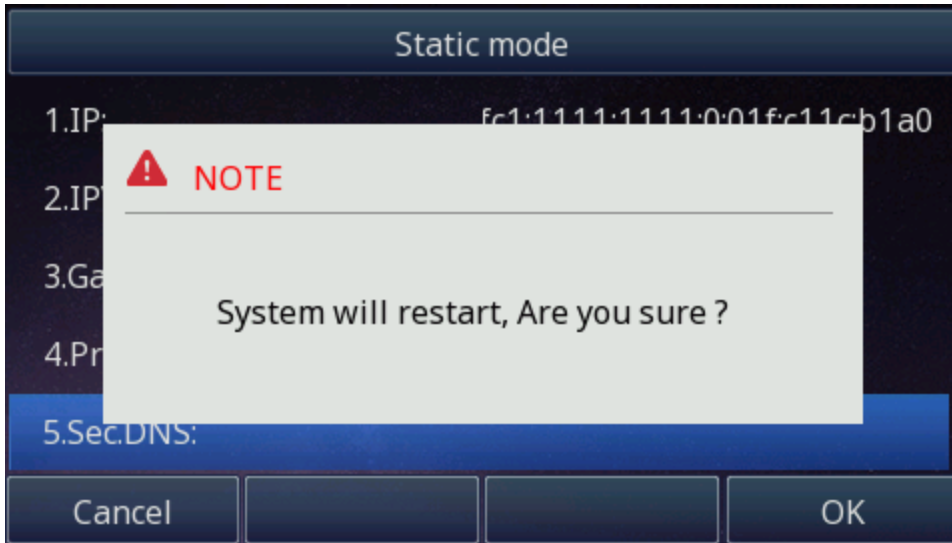 Static mode
1.IP: fc1:1111:1111:0:01f:c11c:b1a0
NOTE
2.IP
3.Ga
System will restart, Are you sure ?
4.Pr
5.Sec.DNS:
Cancel OK